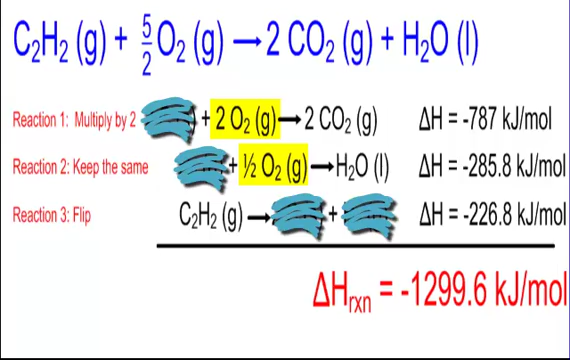 C₂H₂ (g) + 5/2 O₂ (g) → 2 CO₂ (g) + H₂O (l)
Reaction 1: Multiply by 2 ) + 2 O₂ (g) → 2 CO₂ (g) ΔH = -787 kJ/mol
Reaction 2: Keep the same + ½ O₂ (g) → H₂O (l) ΔH = -285.8 kJ/mol
Reaction 3: Flip C₂H₂ (g) → + ΔH = -226.8 kJ/mol
ΔHrxn = -1299.6 kJ/mol